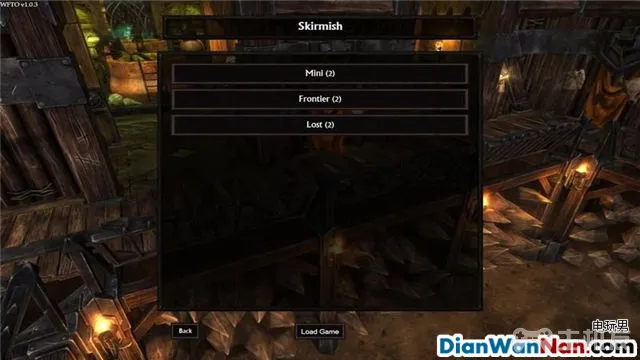 WFTO v1.0.3
Skirmish
Mini (2)
Frontier (2)
Lost (2)
Back
Load Game
电玩男
DianWanNan.com